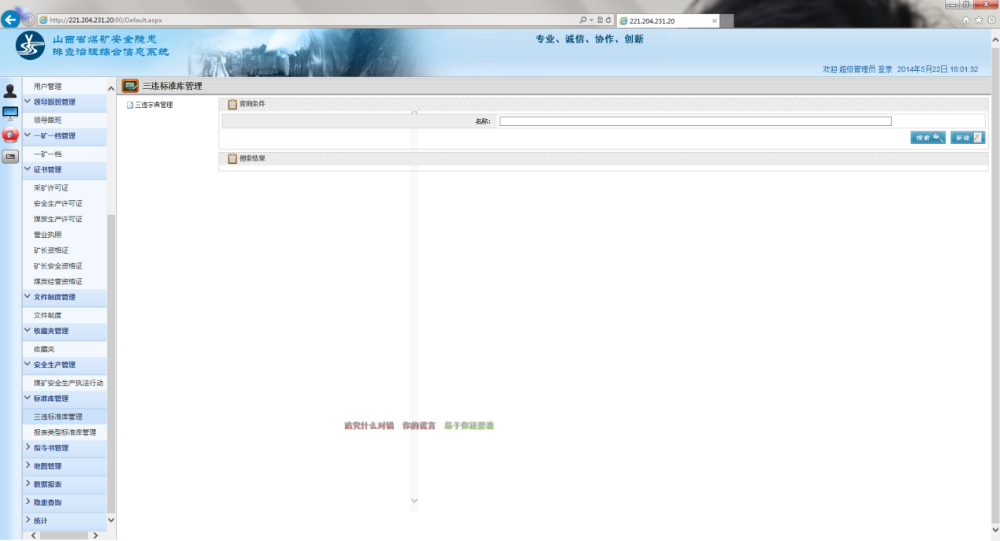 http://221.204.231.20:90/Default.aspx
221.204.231.20
山西省煤矿安全隐患
排查治理综合信息系统
专业、诚信、协作、创新
欢迎 超级管理员 登录 2014年5月22日 18:01:32
用户管理
领导跟班管理
领导跟班
一矿一档管理
一矿一档
证书管理
采矿许可证
安全生产许可证
煤炭生产许可证
营业执照
矿长资格证
矿长安全资格证
煤炭经营资格证
文件制度管理
文件制度
收藏夹管理
收藏夹
安全生产管理
煤矿安全生产执法行动
标准库管理
三违标准库管理
报表类型标准库管理
指令书管理
地图管理
数据报表
隐患查询
统计
三违标准库管理
三违字典管理
查询条件
名称：
搜索 新建
搜索结果
追究什么对错 你的谎言 基于你还爱我